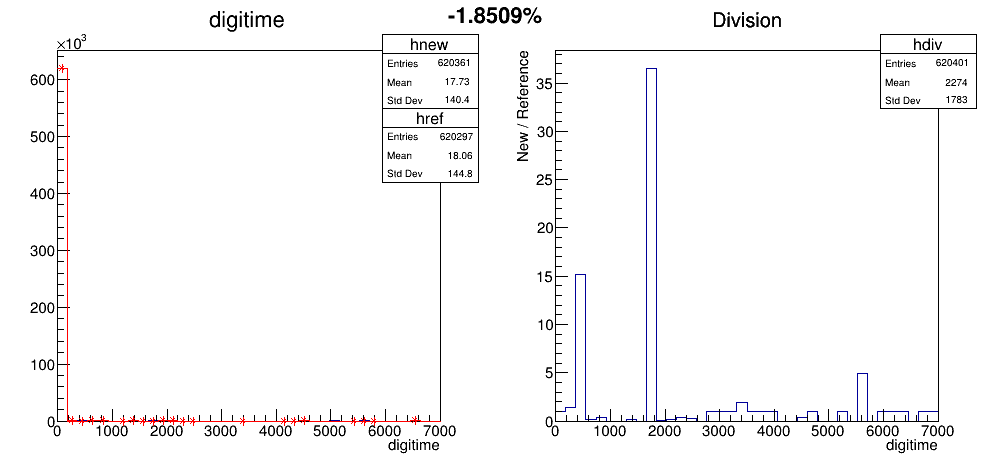 digitime
-1.8509%
Division
×10³
hnew
Entries 620361
Mean 17.73
Std Dev 140.4
href
Entries 620297
Mean 18.06
Std Dev 144.8
600
500
400
300
200
100
0
0 1000 2000 3000 4000 5000 6000 7000
digitime
hdiv
Entries 620401
Mean 2274
Std Dev 1783
New / Reference
35
30
25
20
15
10
5
0
0 1000 2000 3000 4000 5000 6000 7000
digitime